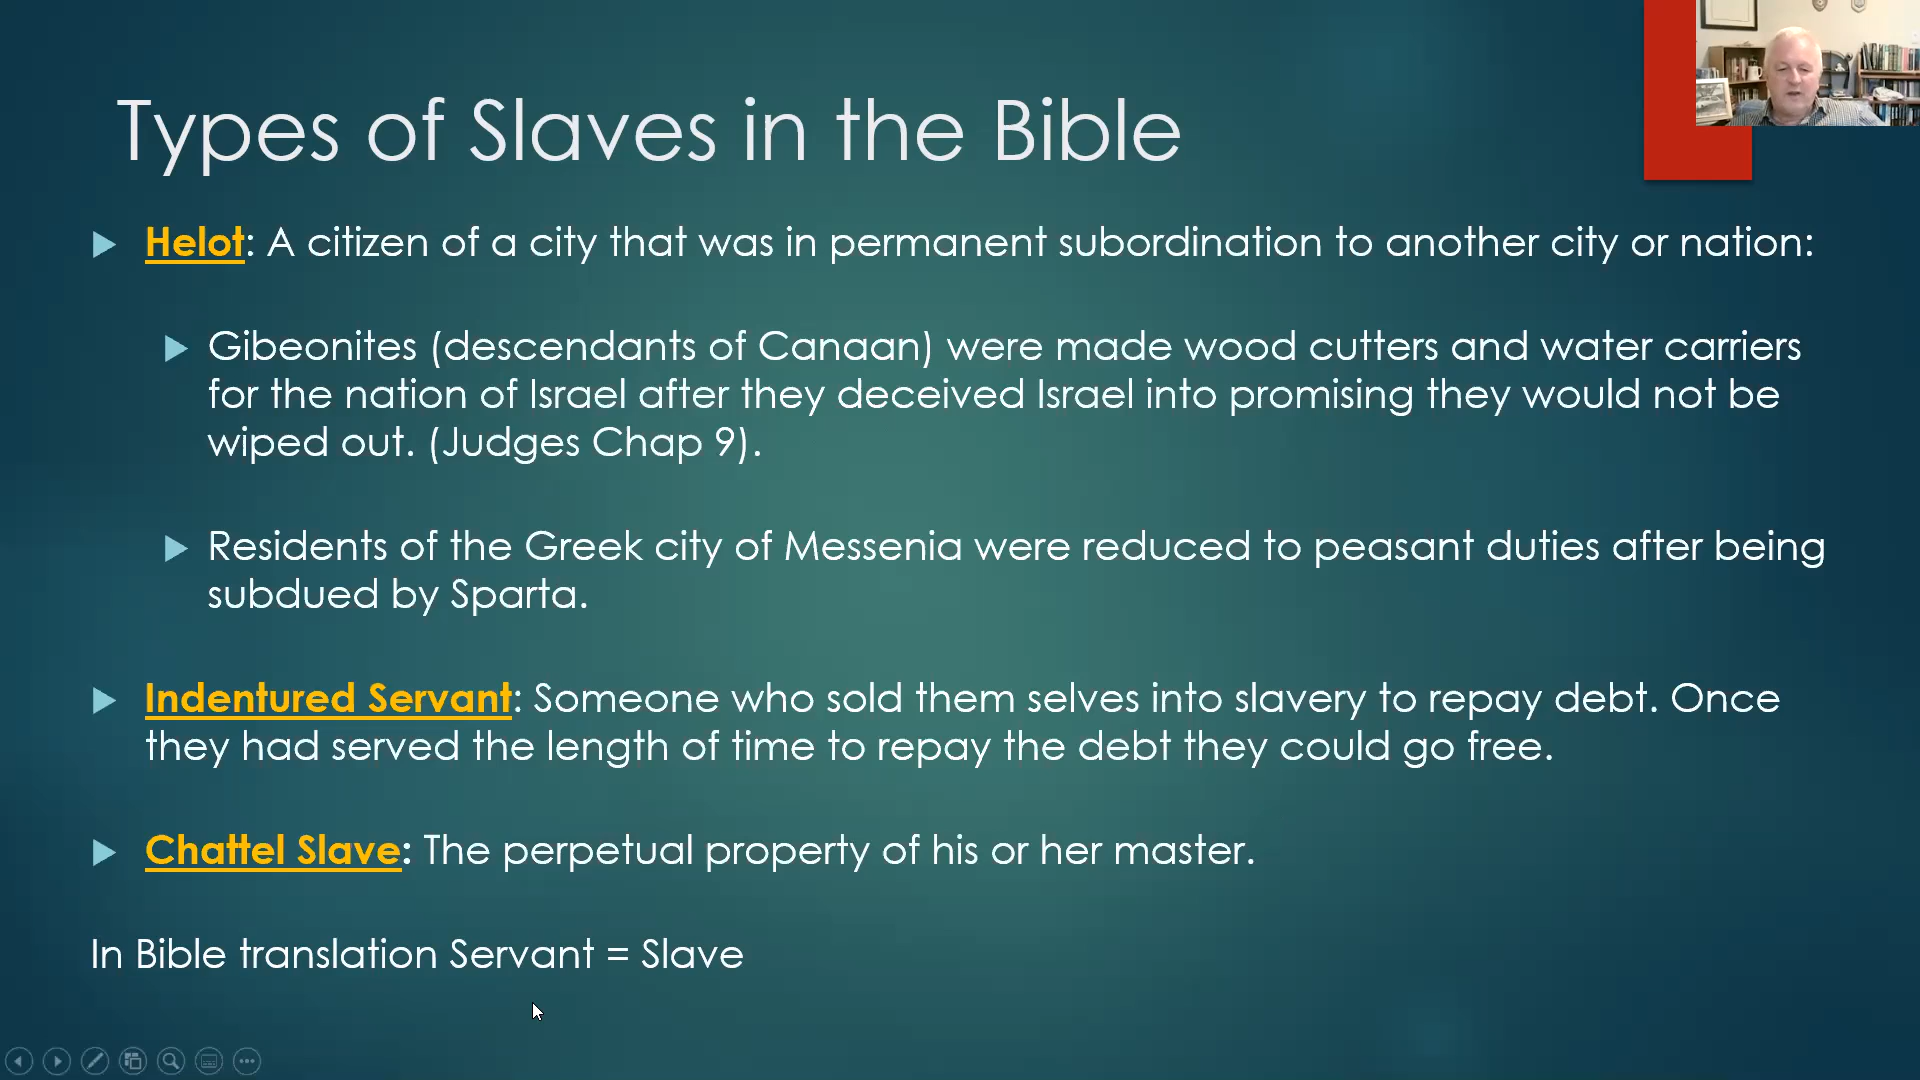 Types of Slaves in the Bible
Helot: A citizen of a city that was in permanent subordination to another city or nation:
Gibeonites (descendants of Canaan) were made wood cutters and water carriers
for the nation of Israel after they deceived Israel into promising they would not be
wiped out. (Judges Chap 9).
Residents of the Greek city of Messenia were reduced to peasant duties after being
subdued by Sparta.
Indentured Servant: Someone who sold them selves into slavery to repay debt. Once
they had served the length of time to repay the debt they could go free.
Chattel Slave: The perpetual property of his or her master.
In Bible translation Servant = Slave